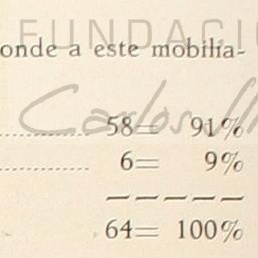 FUNDACI
onde a este mobilia-
Carlos
58= 91%
6= 9%
64= 100%